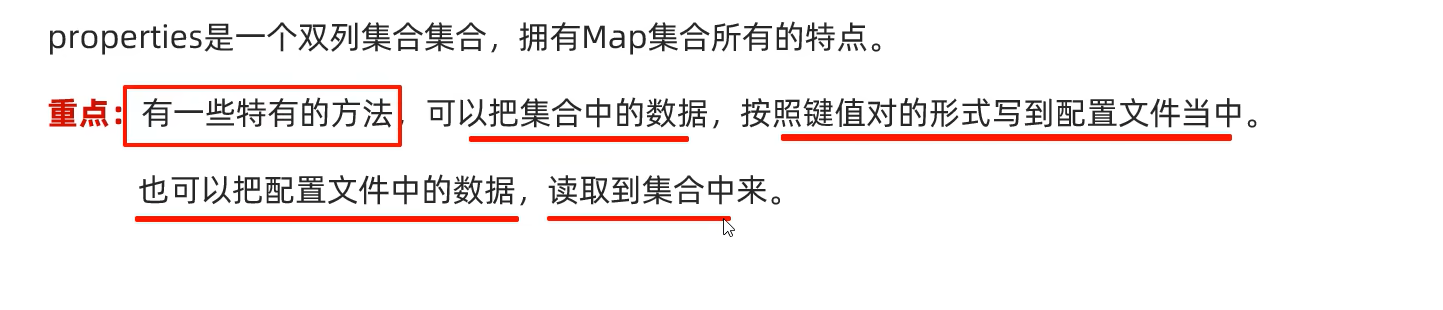 properties是一个双列集合集合，拥有Map集合所有的特点。
重点：有一些特有的方法，可以把集合中的数据，按照键值对的形式写到配置文件当中。
也可以把配置文件中的数据，读取到集合中来。